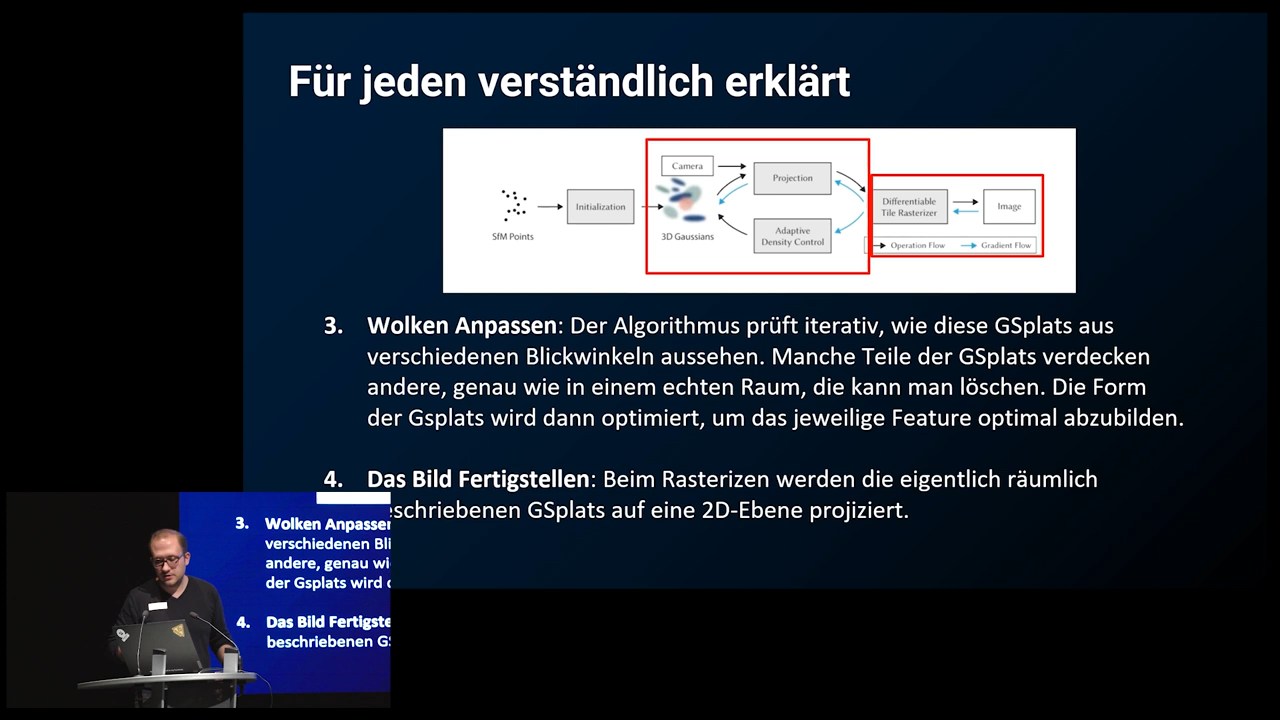 Für jeden verständlich erklärt
SfM Points
Initialization
Camera
3D Gaussians
Projection
Adaptive
Density Control
Differentiable
Tile Rasterizer
Image
Operation Flow
Gradient Flow
3. Wolken Anpassen: Der Algorithmus prüft iterativ, wie diese GSplats aus
verschiedenen Blickwinkeln aussehen. Manche Teile der GSplats verdecken
andere, genau wie in einem echten Raum, die kann man löschen. Die Form
der Gsplats wird dann optimiert, um das jeweilige Feature optimal abzubilden.
4. Das Bild Fertigstellen: Beim Rasterizen werden die eigentlich räumlich
eschriebenen GSplats auf eine 2D-Ebene projiziert.
3. Wolken Anpassen
verschiedenen Bli
andere, genau wi
der Gsplats wird d
4. Das Bild Fertigste
beschriebenen GS